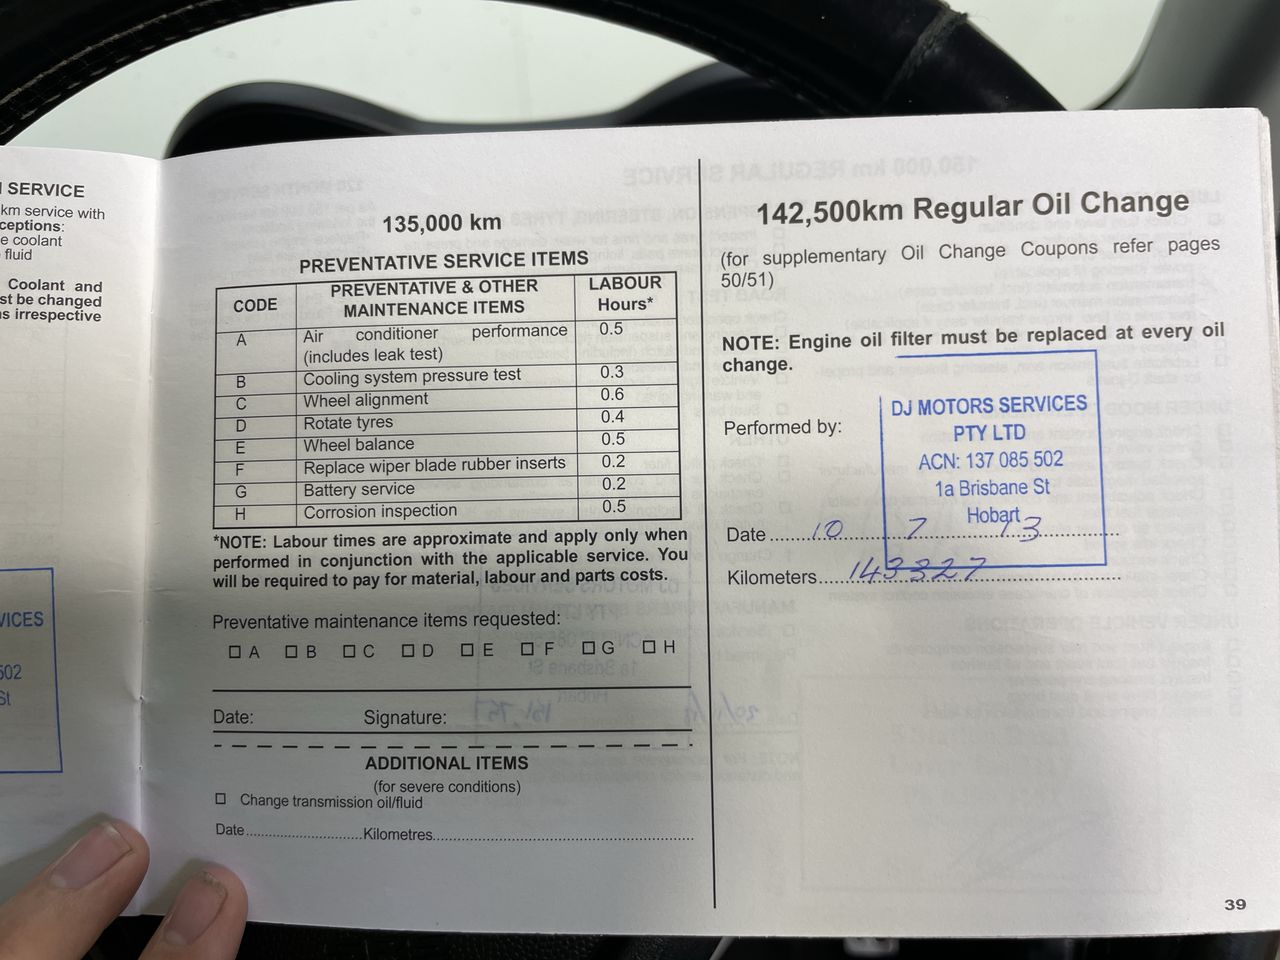 SERVICE
km service with
ceptions:
e coolant
fluid
Coolant and
st be changed
s irrespective
VICES
502
St
135,000 km
PREVENTATIVE SERVICE ITEMS
CODE PREVENTATIVE & OTHER MAINTENANCE ITEMS LABOUR Hours*
A Air conditioner performance (includes leak test) 0.5
B Cooling system pressure test 0.3
C Wheel alignment 0.6
D Rotate tyres 0.4
E Wheel balance 0.5
F Replace wiper blade rubber inserts 0.2
G Battery service 0.2
H Corrosion inspection 0.5
*NOTE: Labour times are approximate and apply only when
performed in conjunction with the applicable service. You
will be required to pay for material, labour and parts costs.
Preventative maintenance items requested:
☐ A ☐ B ☐ C ☐ D ☐ E ☐ F ☐ G ☐ H
Date: Signature:
ADDITIONAL ITEMS
(for severe conditions)
☐ Change transmission oil/fluid
Date....................Kilometres..........................................
142,500km Regular Oil Change
(for supplementary Oil Change Coupons refer pages
50/51)
NOTE: Engine oil filter must be replaced at every oil
change.
Performed by:
DJ MOTORS SERVICES
PTY LTD
ACN: 137 085 502
1a Brisbane St
Hobart
Date 10 7 13
Kilometers 143327
39